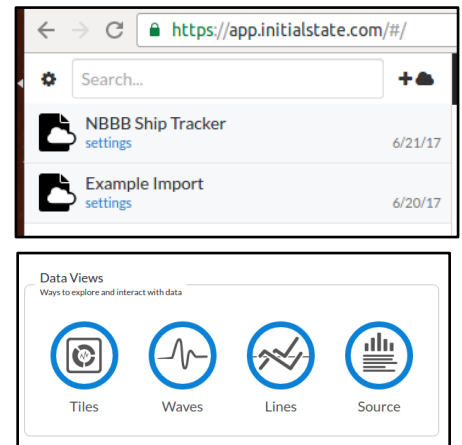 https://app.initialstate.com/#/
Search...
NBBB Ship Tracker
settings 6/21/17
Example Import
settings 6/20/17
Data Views
Ways to explore and interact with data
Tiles Waves Lines Source